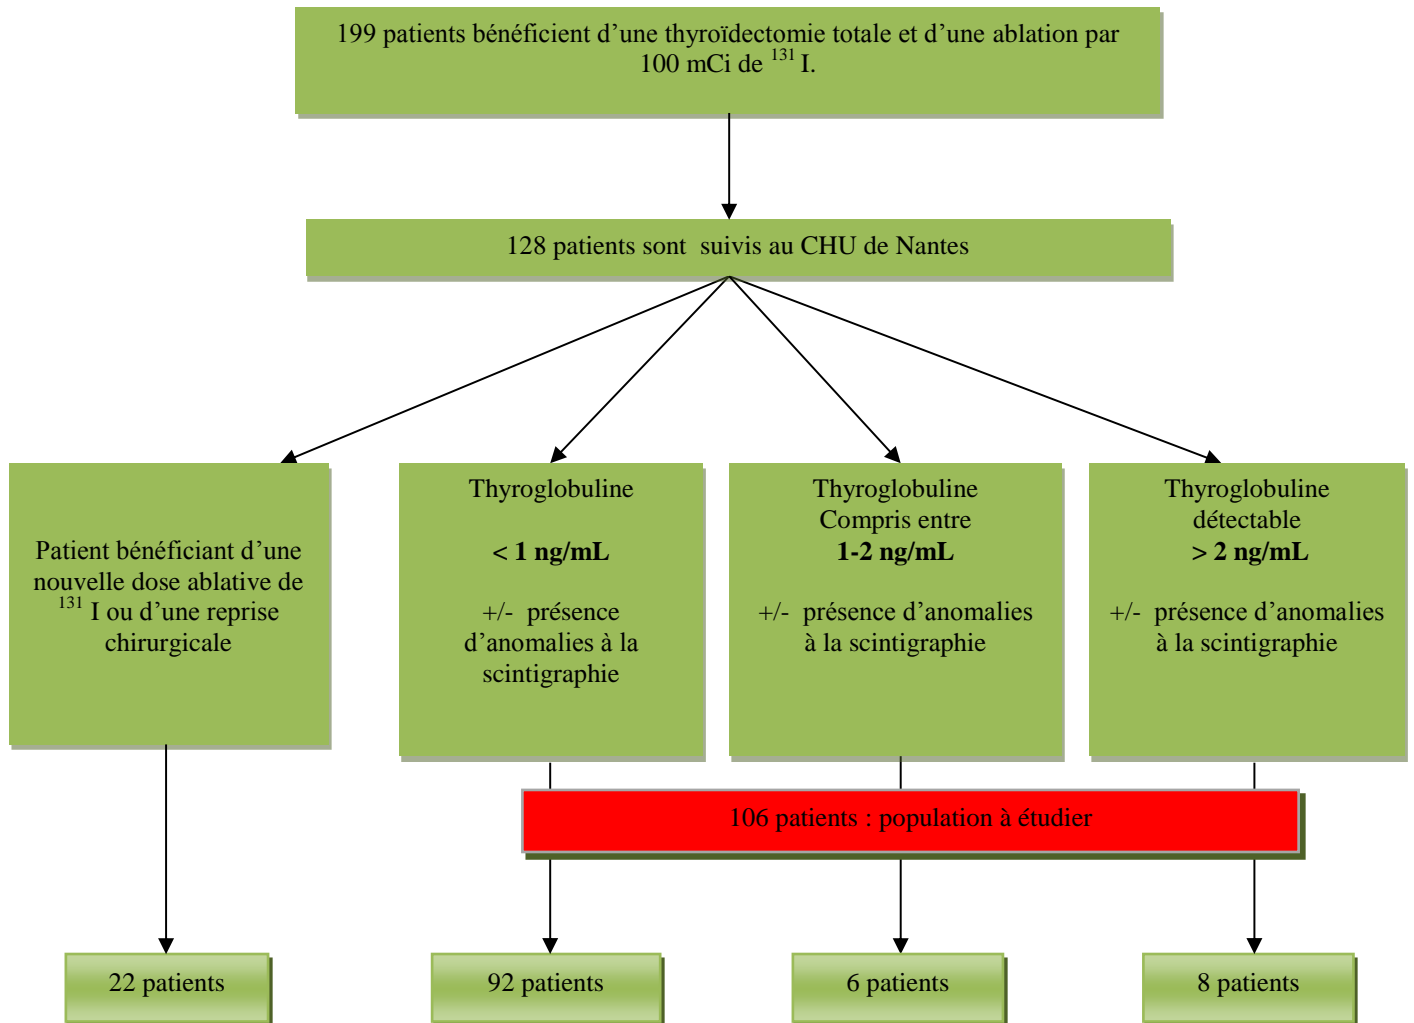 199 patients bénéficient d’une thyroïdectomie totale et d’une ablation par
100 mCi de ¹³¹ I.
128 patients sont suivis au CHU de Nantes
Patient bénéficiant d’une
nouvelle dose ablative de
¹³¹ I ou d’une reprise
chirurgicale
Thyroglobuline
< 1 ng/mL
+/- présence
d’anomalies à la
scintigraphie
Thyroglobuline
Compris entre
1-2 ng/mL
+/- présence d’anomalies
à la scintigraphie
Thyroglobuline
détectable
> 2 ng/mL
+/- présence d’anomalies
à la scintigraphie
106 patients : population à étudier
22 patients
92 patients
6 patients
8 patients